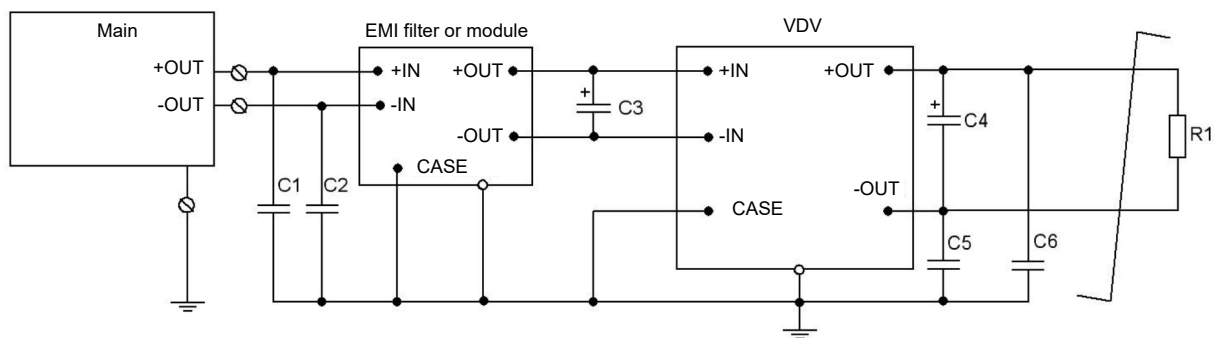 Main
EMI filter or module
VDV
+OUT
-OUT
+IN
-IN
+OUT
-OUT
CASE
+
C3
+IN
-IN
CASE
+OUT
-OUT
+
C4
R1
C1
C2
C5
C6